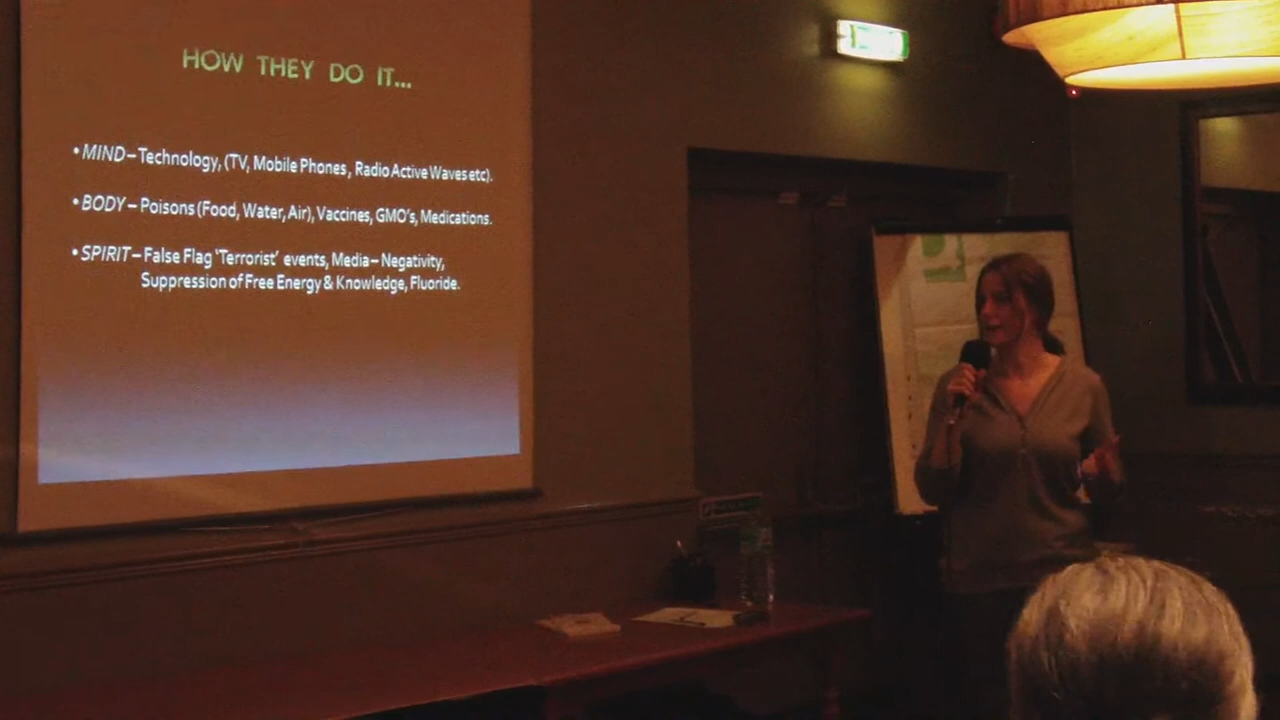 HOW THEY DO IT...
• MIND – Technology, (TV, Mobile Phones, Radio Active Waves etc).
• BODY – Poisons (Food, Water, Air), Vaccines, GMO's, Medications.
• SPIRIT – False Flag 'Terrorist' events, Media – Negativity,
Suppression of Free Energy & Knowledge, Fluoride.